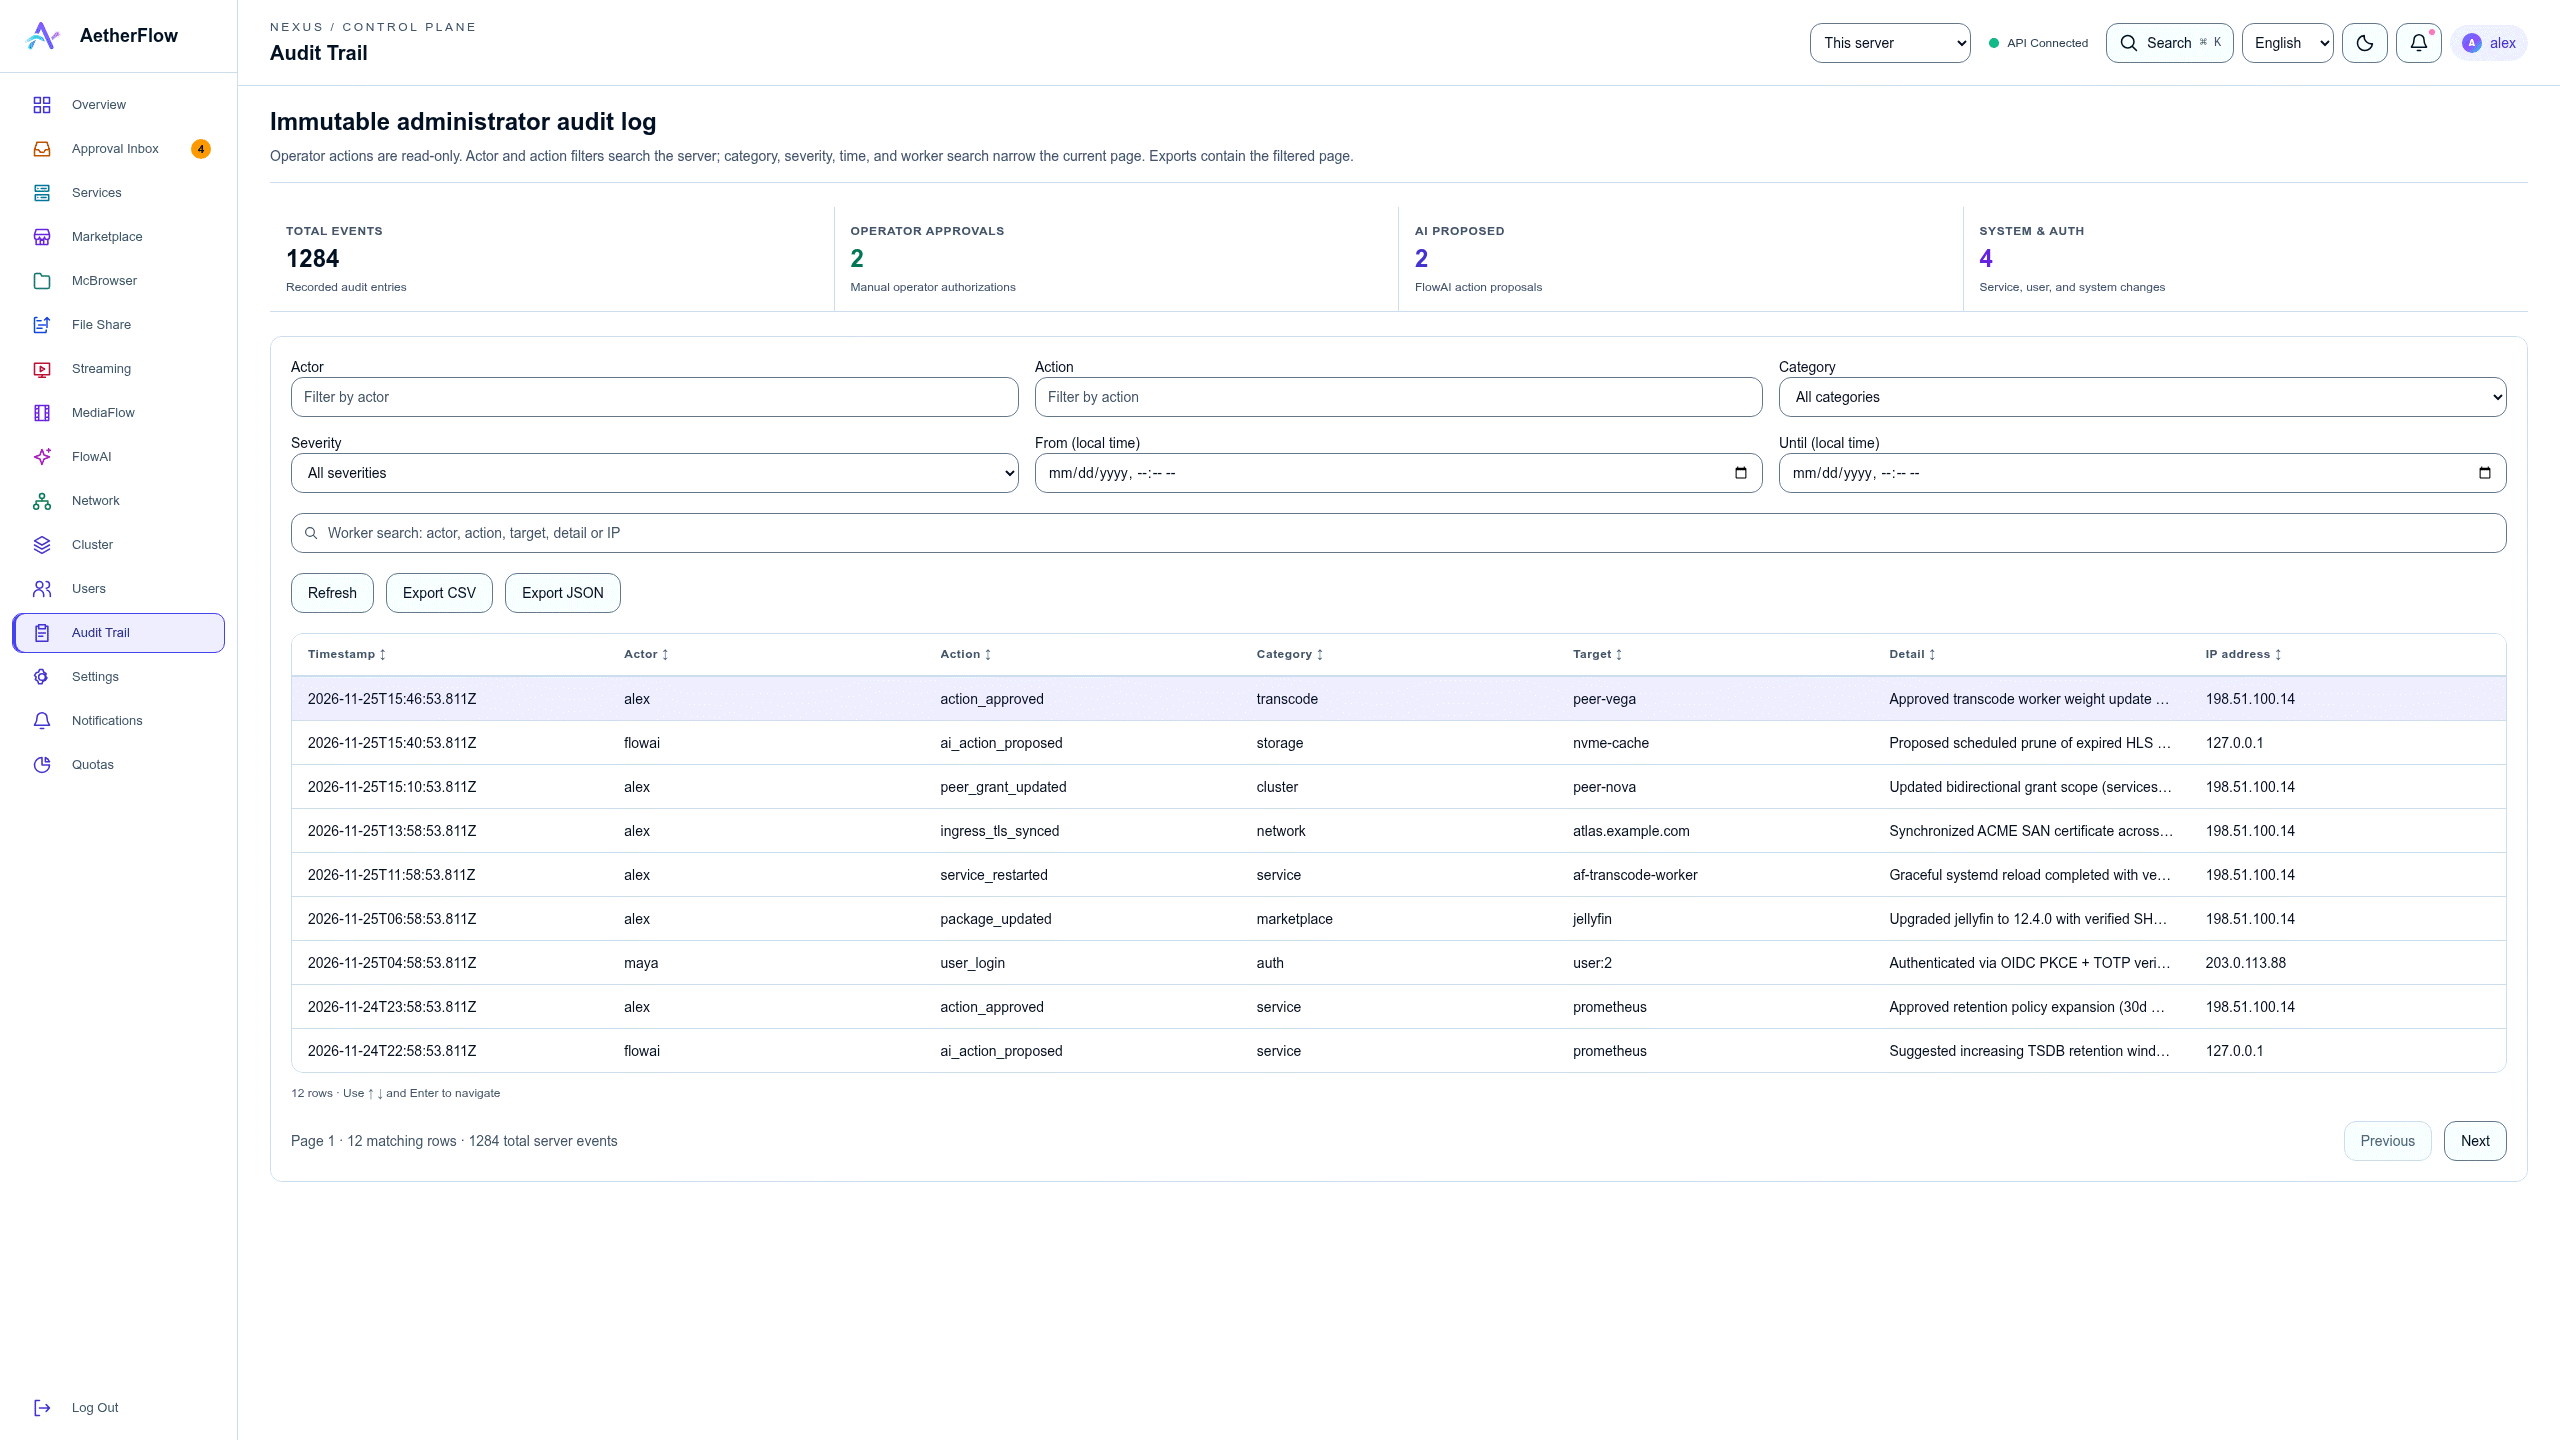 AetherFlow
Overview
Approval Inbox 4
Services
Marketplace
McBrowser
File Share
Streaming
MediaFlow
FlowAI
Network
Cluster
Users
Audit Trail
Settings
Notifications
Quotas
Log Out
NEXUS / CONTROL PLANE
Audit Trail
This server
API Connected
Search ⌘ K
English
A alex
Immutable administrator audit log
Operator actions are read-only. Actor and action filters search the server; category, severity, time, and worker search narrow the current page. Exports contain the filtered page.
TOTAL EVENTS
1284
Recorded audit entries
OPERATOR APPROVALS
2
Manual operator authorizations
AI PROPOSED
2
FlowAI action proposals
SYSTEM & AUTH
4
Service, user, and system changes
Actor
Filter by actor
Action
Filter by action
Category
All categories
Severity
All severities
From (local time)
mm/dd/yyyy, --:-- --
Until (local time)
mm/dd/yyyy, --:-- --
Worker search: actor, action, target, detail or IP
Refresh Export CSV Export JSON
Timestamp ↕ Actor ↕ Action ↕ Category ↕ Target ↕ Detail ↕ IP address ↕
2026-11-25T15:46:53.811Z alex action_approved transcode peer-vega Approved transcode worker weight update … 198.51.100.14
2026-11-25T15:40:53.811Z flowai ai_action_proposed storage nvme-cache Proposed scheduled prune of expired HLS … 127.0.0.1
2026-11-25T15:10:53.811Z alex peer_grant_updated cluster peer-nova Updated bidirectional grant scope (services… 198.51.100.14
2026-11-25T13:58:53.811Z alex ingress_tls_synced network atlas.example.com Synchronized ACME SAN certificate across… 198.51.100.14
2026-11-25T11:58:53.811Z alex service_restarted service af-transcode-worker Graceful systemd reload completed with ve… 198.51.100.14
2026-11-25T06:58:53.811Z alex package_updated marketplace jellyfin Upgraded jellyfin to 12.4.0 with verified SH… 198.51.100.14
2026-11-25T04:58:53.811Z maya user_login auth user:2 Authenticated via OIDC PKCE + TOTP veri… 203.0.113.88
2026-11-24T23:58:53.811Z alex action_approved service prometheus Approved retention policy expansion (30d … 198.51.100.14
2026-11-24T22:58:53.811Z flowai ai_action_proposed service prometheus Suggested increasing TSDB retention wind… 127.0.0.1
12 rows · Use ↑ ↓ and Enter to navigate
Page 1 · 12 matching rows · 1284 total server events
Previous Next